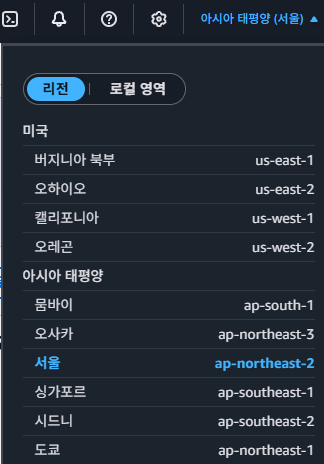 아시아 태평양 (서울)
리전 로컬 영역
미국
버지니아 북부 us-east-1
오하이오 us-east-2
캘리포니아 us-west-1
오레곤 us-west-2
아시아 태평양
뭄바이 ap-south-1
오사카 ap-northeast-3
서울 ap-northeast-2
싱가포르 ap-southeast-1
시드니 ap-southeast-2
도쿄 ap-northeast-1